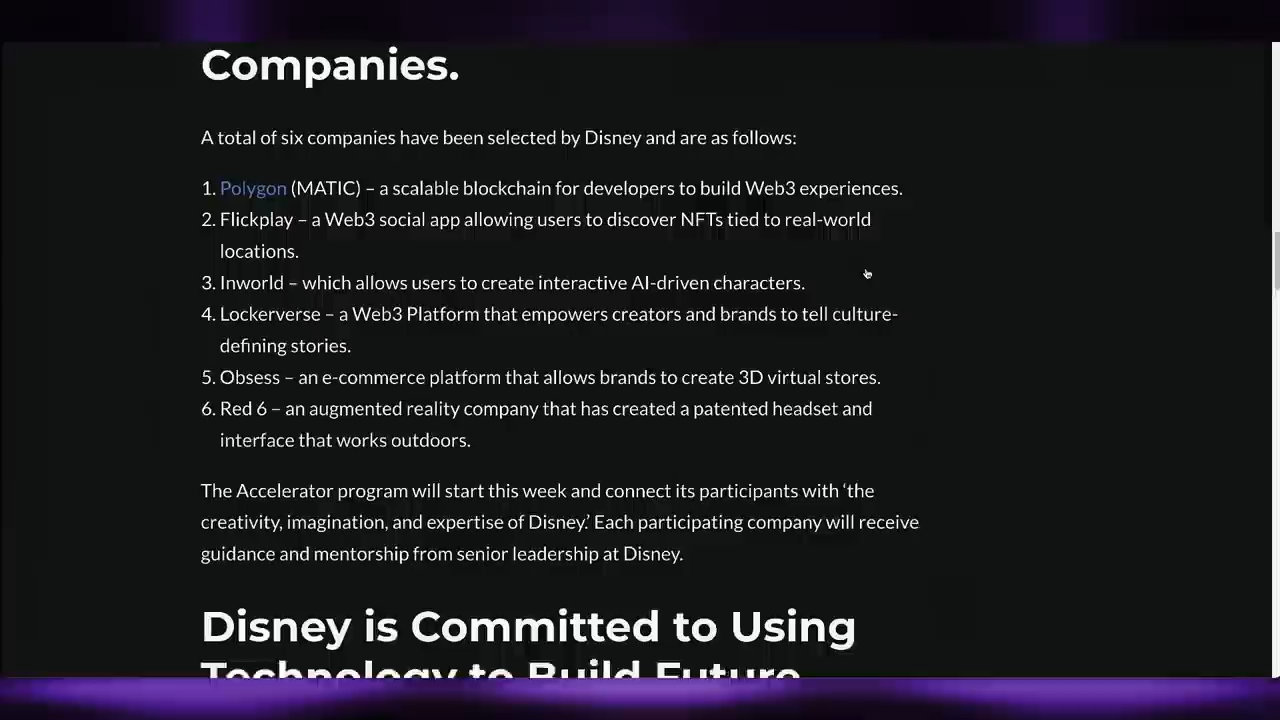 Companies.
A total of six companies have been selected by Disney and are as follows:
1. Polygon (MATIC) – a scalable blockchain for developers to build Web3 experiences.
2. Flickplay – a Web3 social app allowing users to discover NFTs tied to real-world
locations.
3. Inworld – which allows users to create interactive AI-driven characters.
4. Lockerverse – a Web3 Platform that empowers creators and brands to tell culture-
defining stories.
5. Obsess – an e-commerce platform that allows brands to create 3D virtual stores.
6. Red 6 – an augmented reality company that has created a patented headset and
interface that works outdoors.
The Accelerator program will start this week and connect its participants with ‘the
creativity, imagination, and expertise of Disney.’ Each participating company will receive
guidance and mentorship from senior leadership at Disney.
Disney is Committed to Using
Technology to Build Future